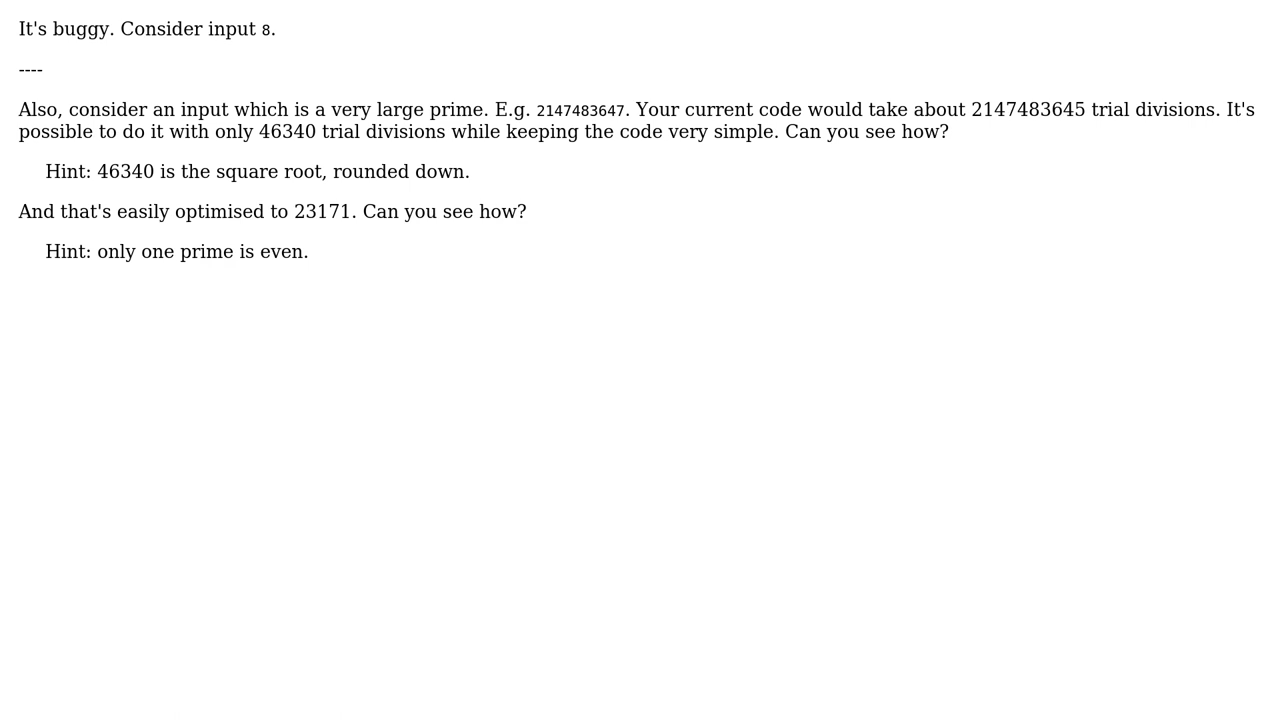 It's buggy. Consider input 8.
----
Also, consider an input which is a very large prime. E.g. 2147483647. Your current code would take about 2147483645 trial divisions. It's
possible to do it with only 46340 trial divisions while keeping the code very simple. Can you see how?
Hint: 46340 is the square root, rounded down.
And that's easily optimised to 23171. Can you see how?
Hint: only one prime is even.